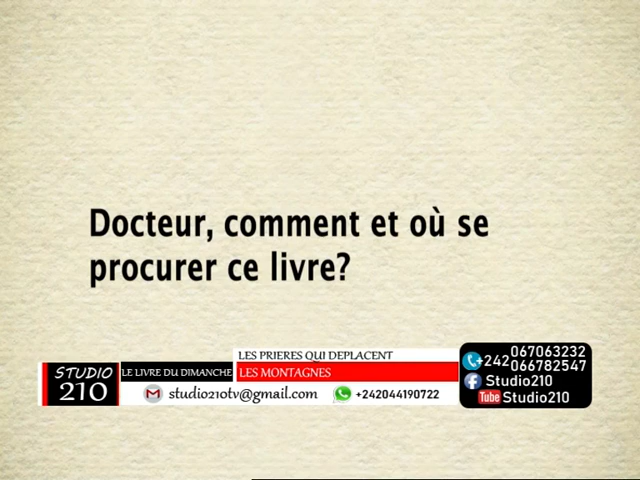 Docteur, comment et où se
procurer ce livre?
LES PRIERES QUI DEPLACENT
LES MONTAGNES
STUDIO
210
LE LIVRE DU DIMANCHE
studio210tv@gmail.com
+242044190722
+242
067063232
066782547
Studio210
Tube Studio210